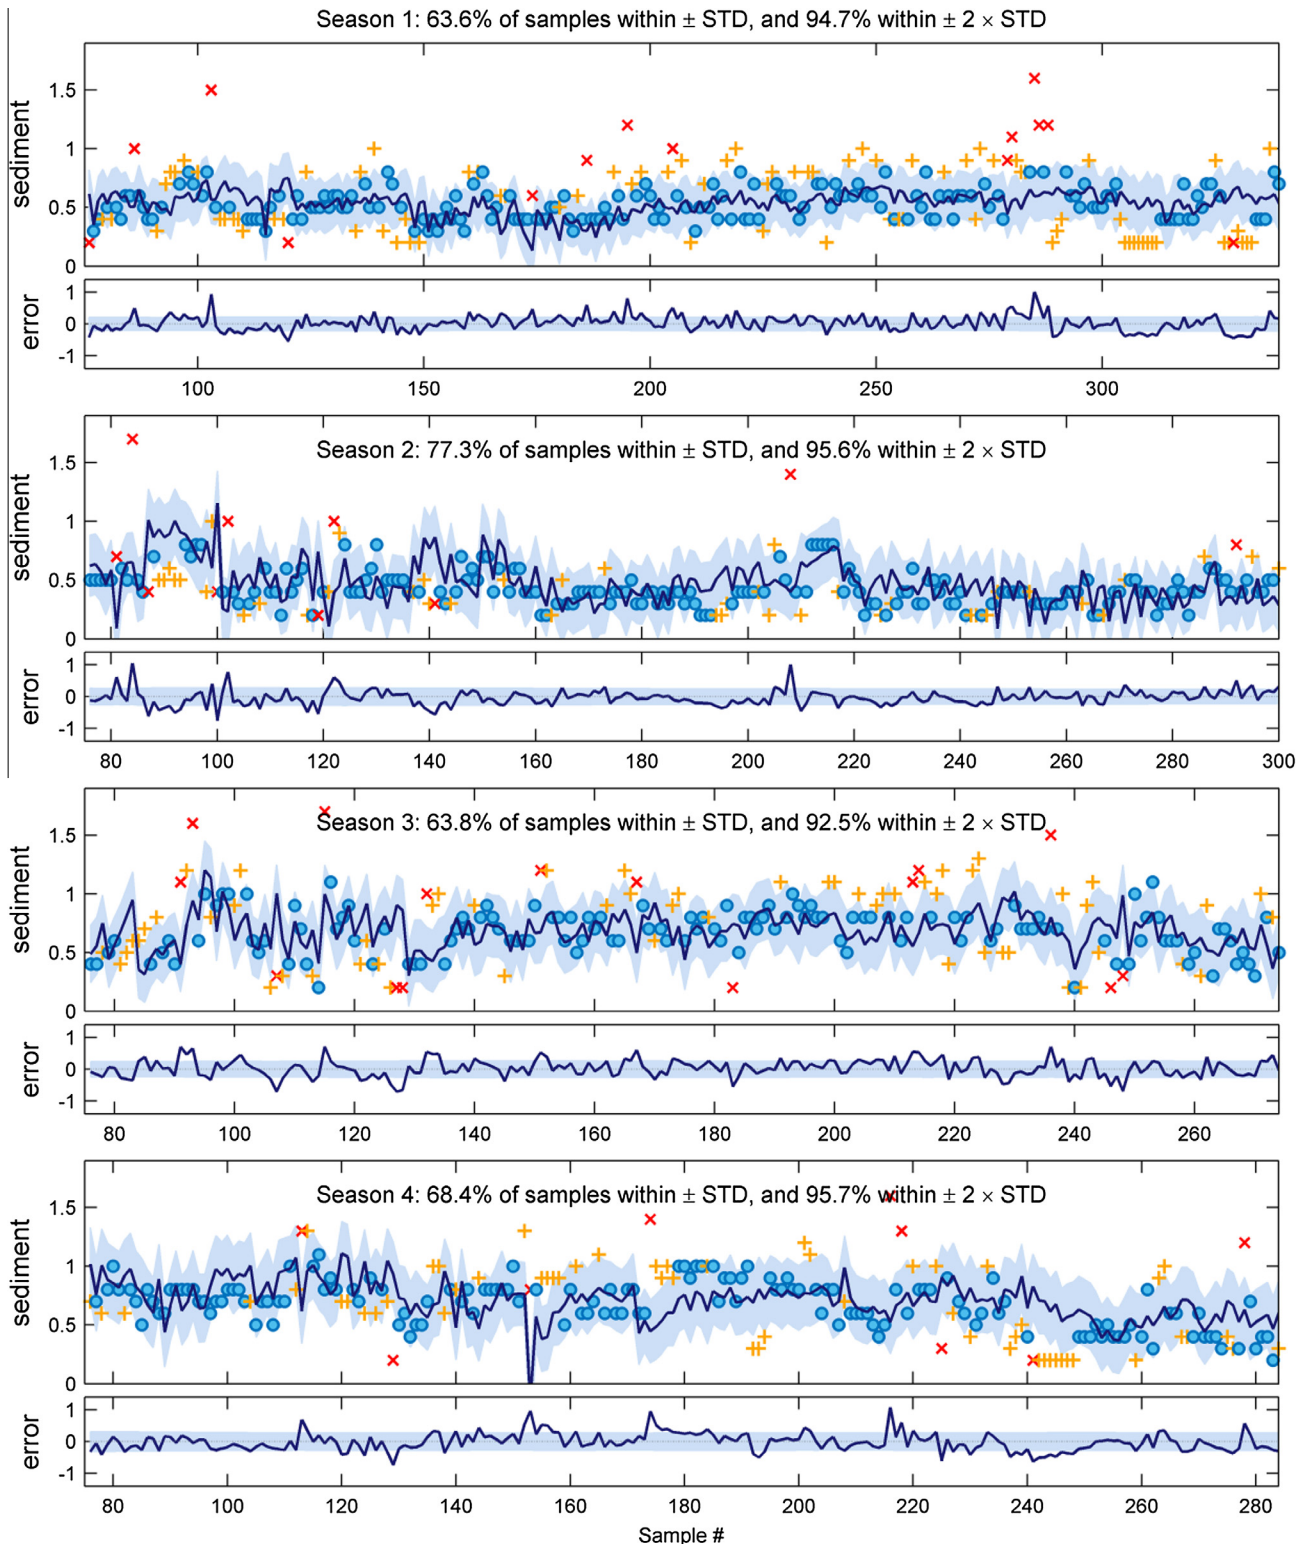 Season 1: 63.6% of samples within ± STD, and 94.7% within ± 2 × STD
sediment
1.5
1
0.5
0
error
1
0
-1
100 150 200 250 300
Season 2: 77.3% of samples within ± STD, and 95.6% within ± 2 × STD
sediment
1.5
1
0.5
0
error
1
0
-1
80 100 120 140 160 180 200 220 240 260 280 300
Season 3: 63.8% of samples within ± STD, and 92.5% within ± 2 × STD
sediment
1.5
1
0.5
0
error
1
0
-1
80 100 120 140 160 180 200 220 240 260
Season 4: 68.4% of samples within ± STD, and 95.7% within ± 2 × STD
sediment
1.5
1
0.5
0
error
1
0
-1
80 100 120 140 160 180 200 220 240 260 280
Sample #